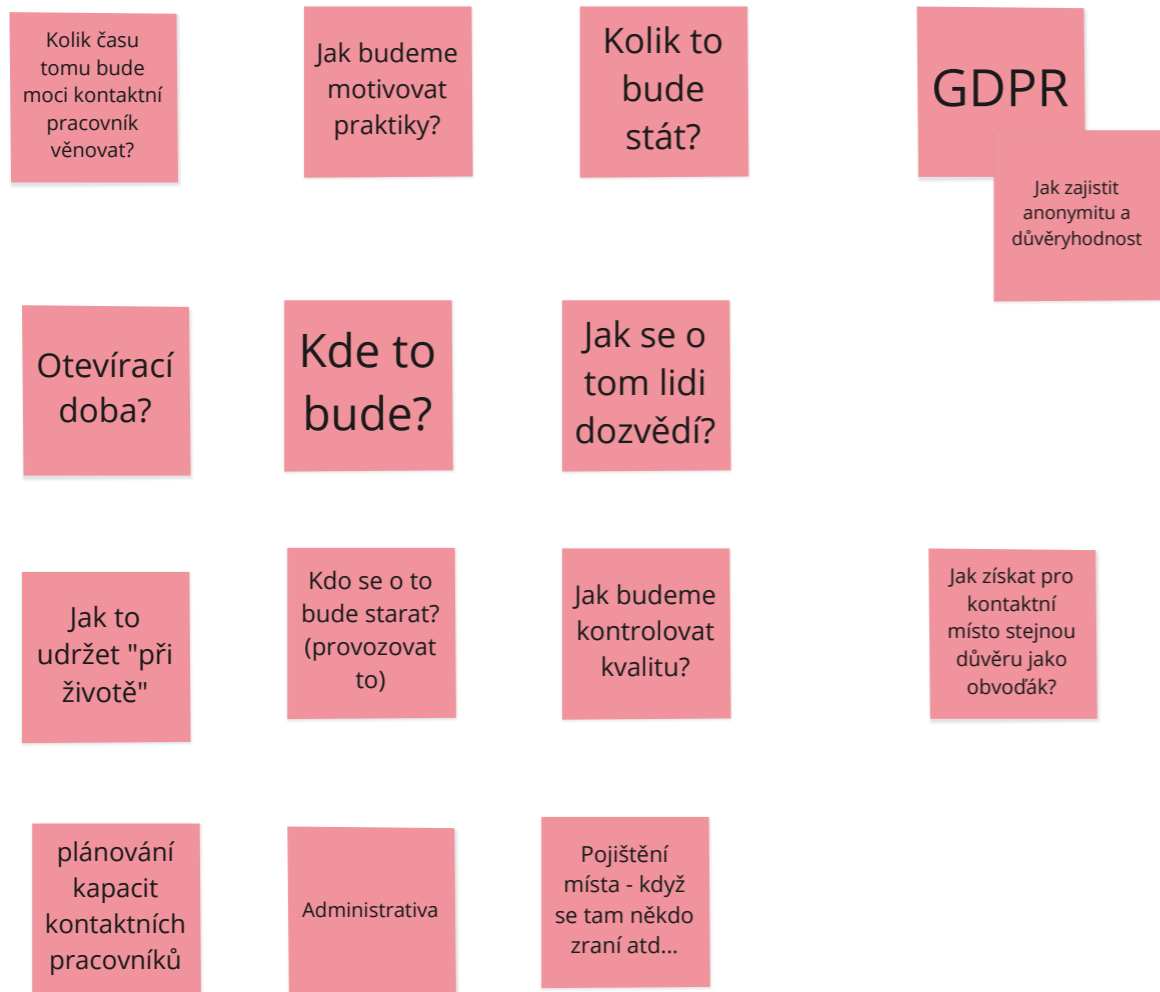 Kolik času
tomu bude
moci kontaktní
pracovník
věnovat?
Jak budeme
motivovat
praktiky?
Kolik to
bude
stát?
GDPR
Jak zajistit
anonymitu a
důvěryhodnost
Otevírací
doba?
Kde to
bude?
Jak se o
tom lidi
dozvědí?
Jak to
udržet "při
životě"
Kdo se o to
bude starat?
(provozovat
to)
Jak budeme
kontrolovat
kvalitu?
Jak získat pro
kontaktní
místo stejnou
důvěru jako
obvoďák?
plánování
kapacit
kontaktních
pracovníků
Administrativa
Pojištění
místa - když
se tam někdo
zraní atd...